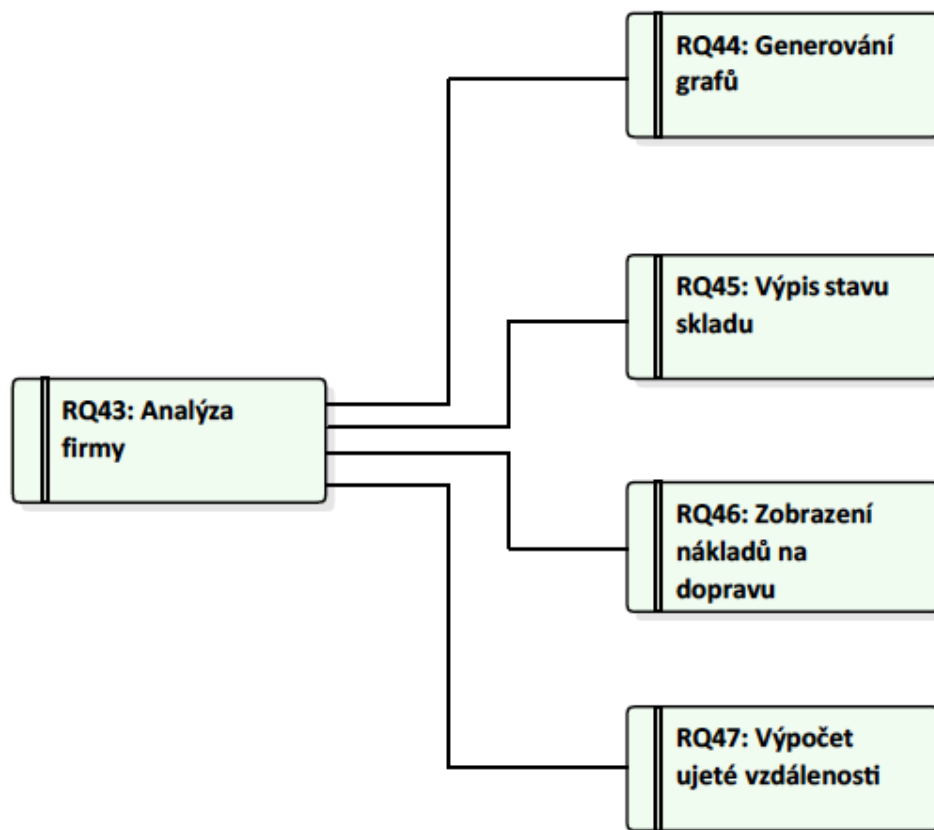 RQ44: Generování
grafů
RQ45: Výpis stavu
skladu
RQ43: Analýza
firmy
RQ46: Zobrazení
nákladů na
dopravu
RQ47: Výpočet
ujeté vzdálenosti